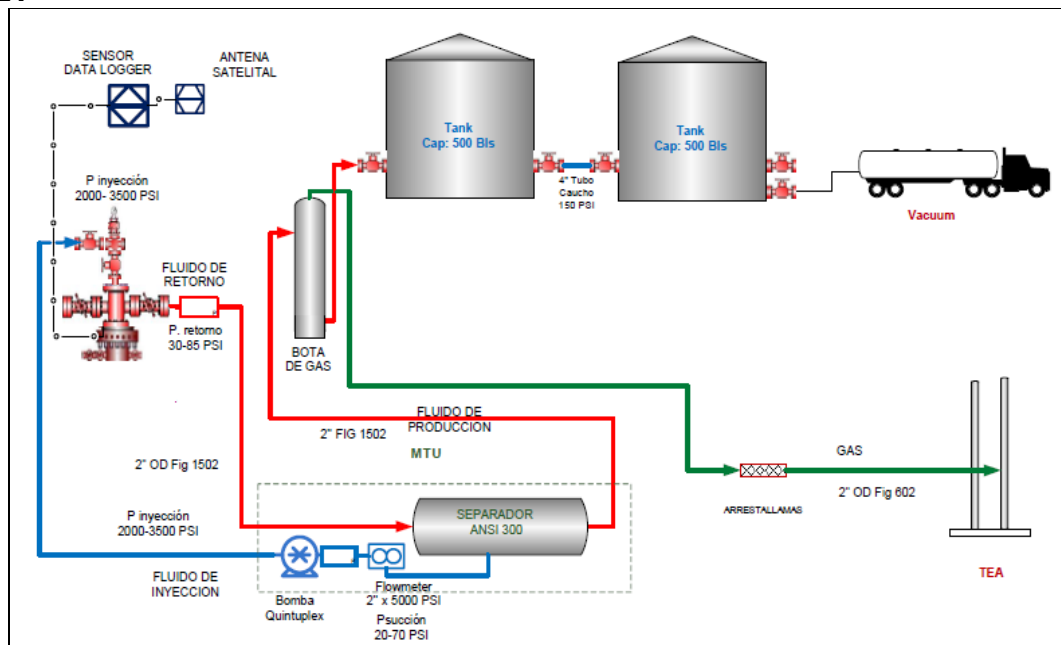 SENSOR
DATA LOGGER
ANTENA
SATELITAL
Tank
Cap: 500 Bls
Tank
Cap: 500 Bls
4" Tubo
Caucho
150 PSI
Vacuum
P inyección
2000- 3500 PSI
FLUIDO DE
RETORNO
P. retorno
30-85 PSI
BOTA
DE GAS
FLUIDO DE
PRODUCCION
2" FIG 1502
MTU
2" OD Fig 1502
GAS
2" OD Fig 602
ARRESTALLAMAS
TEA
P inyección
2000-3500 PSI
SEPARADOR
ANSI 300
FLUIDO DE
INYECCION
Bomba
Quintuplex
Flowmeter
2" x 5000 PSI
Psucción
20-70 PSI